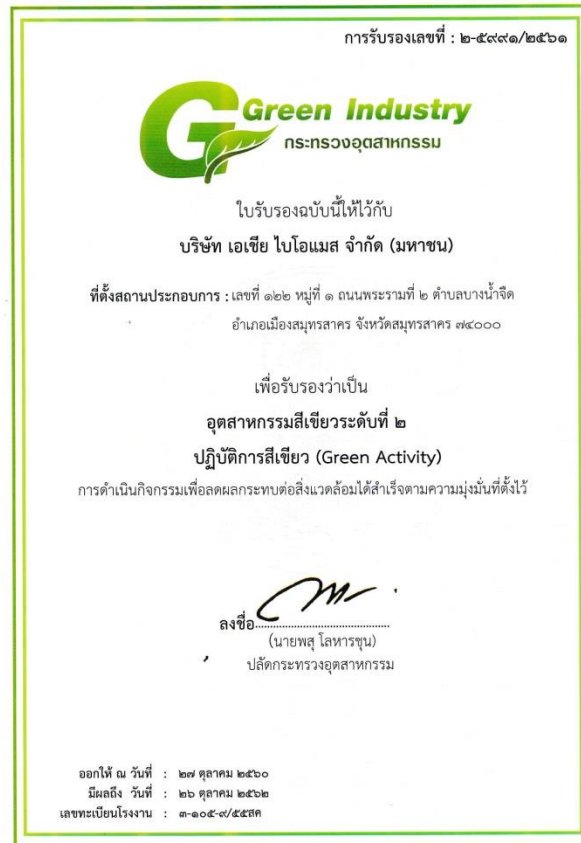 การรับรองเลขที่ : ๒-๕๙๙๑/๒๕๖๑
Green Industry
กระทรวงอุตสาหกรรม
ใบรับรองฉบับนี้ให้ไว้กับ
บริษัท เอเชีย ไบโอแมส จำกัด (มหาชน)
ที่ตั้งสถานประกอบการ : เลขที่ ๑๒๒ หมู่ที่ ๑ ถนนพระรามที่ ๒ ตำบลบางน้ำจืด
อำเภอเมืองสมุทรสาคร จังหวัดสมุทรสาคร ๗๔๐๐๐
เพื่อรับรองว่าเป็น
อุตสาหกรรมสีเขียวระดับที่ ๒
ปฏิบัติการสีเขียว (Green Activity)
การดำเนินกิจกรรมเพื่อลดผลกระทบต่อสิ่งแวดล้อมได้สำเร็จตามความมุ่งมั่นที่ตั้งไว้
ลงชื่อ
(นายพสุ โลหารชุน)
ปลัดกระทรวงอุตสาหกรรม
ออกให้ ณ วันที่ : ๒๗ ตุลาคม ๒๕๖๐
มีผลถึง วันที่ : ๒๖ ตุลาคม ๒๕๖๒
เลขทะเบียนโรงงาน : ๓-๑๐๕-๙/๕๕สค